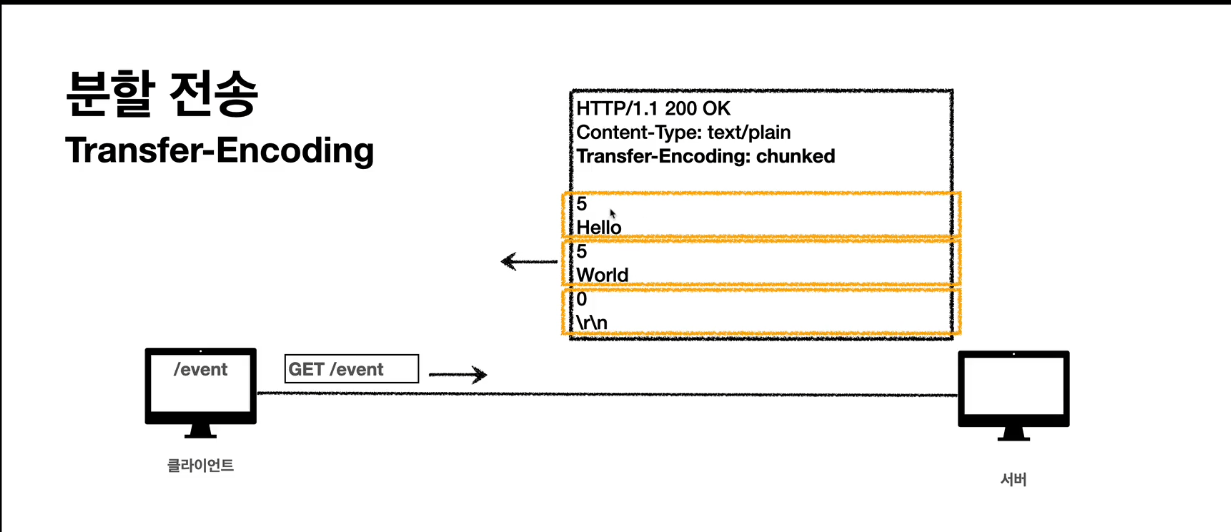 분할 전송
Transfer-Encoding
HTTP/1.1 200 OK
Content-Type: text/plain
Transfer-Encoding: chunked
5
Hello
5
World
0
\r\n
/event
GET /event
클라이언트
서버